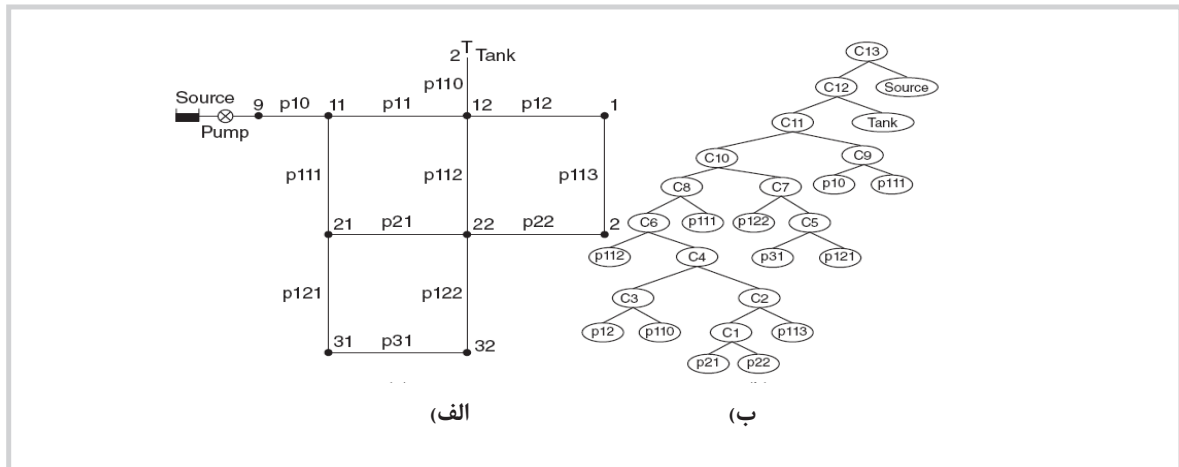 2 T Tank
p110
Source
9 p10 11 p11 12 p12 1
Pump
p111 p112 p113
21 p21 22 p22 2
p121 p122
31 p31 32
الف)
C13
C12 Source
C11 Tank
C10 C9
p10 p111
C8 C7
C6 p111 p122 C5
p112 C4 p31 p121
C3 C2
p12 p110 C1 p113
p21 p22
ب)